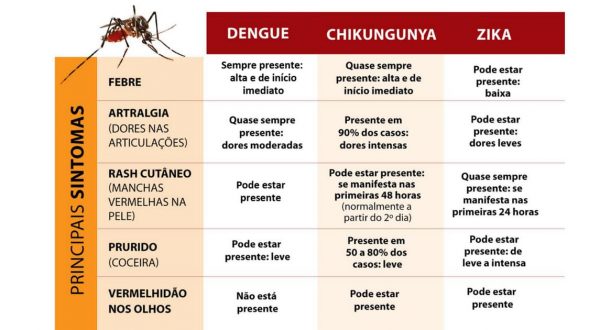 DENGUE CHIKUNGUNYA ZIKA
PRINCIPAIS SINTOMAS
FEBRE
Sempre presente:
alta e de início
imediato
Quase sempre
presente: alta e de
início imediato
Pode estar
presente:
baixa
ARTRALGIA
(DORES NAS
ARTICULAÇÕES)
Quase sempre
presente:
dores moderadas
Presente em
90% dos casos:
dores intensas
Pode estar
presente:
dores leves
RASH CUTÂNEO
(MANCHAS
VERMELHAS NA
PELE)
Pode estar
presente
Pode estar presente:
se manifesta nas
primeiras 48 horas
(normalmente a
partir do 2º dia)
Quase sempre
presente: se
manifesta nas
primeiras 24 horas
PRURIDO
(COCEIRA)
Pode estar
presente: leve
Presente em
50 a 80% dos
casos: leve
Pode estar
presente: de
leve a intensa
VERMELHIDÃO
NOS OLHOS
Não está
presente
Pode estar
presente
Pode estar
presente